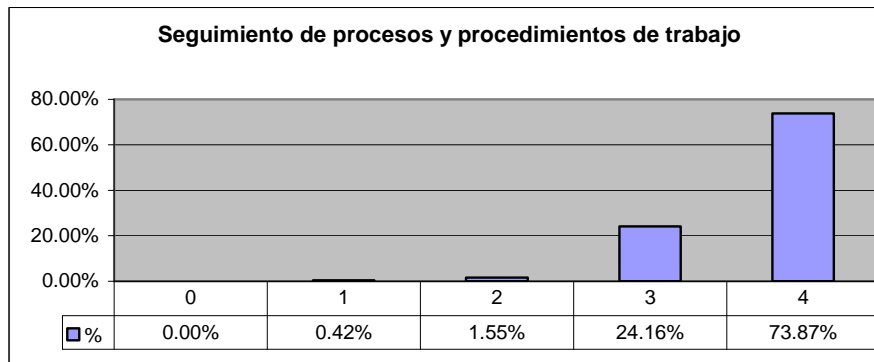 Seguimiento de procesos y procedimientos de trabajo
80.00%
60.00%
40.00%
20.00%
0.00%
0 1 2 3 4
% 0.00% 0.42% 1.55% 24.16% 73.87%